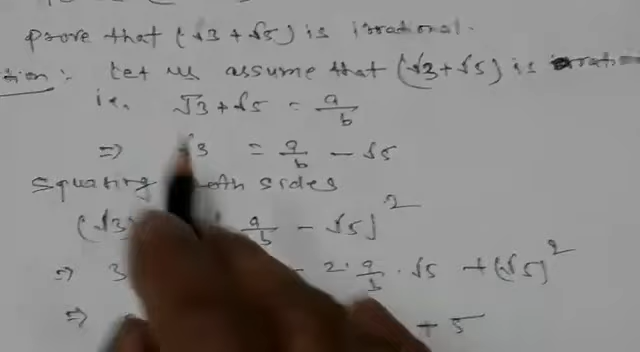 Prove that (√3 + √5) is irrational.
tion: Let us assume that (√3 + √5) is
i.e. √3 + √5 = a/b
⇒ √3 = a/b - √5
Squaring both sides
(√3) a/b - √5)²
⇒ 3 - 2·a/b·√5 + (√5)²
⇒ + 5